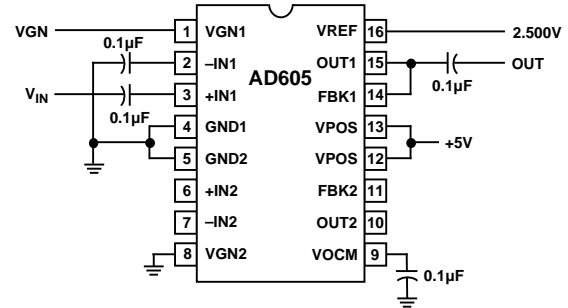 VGN
0.1µF
V_IN
0.1µF
1 VGN1
2 –IN1
3 +IN1
4 GND1
5 GND2
6 +IN2
7 –IN2
8 VGN2
AD605
VREF 16
OUT1 15
FBK1 14
VPOS 13
VPOS 12
FBK2 11
OUT2 10
VOCM 9
2.500V
OUT
0.1µF
+5V
0.1µF